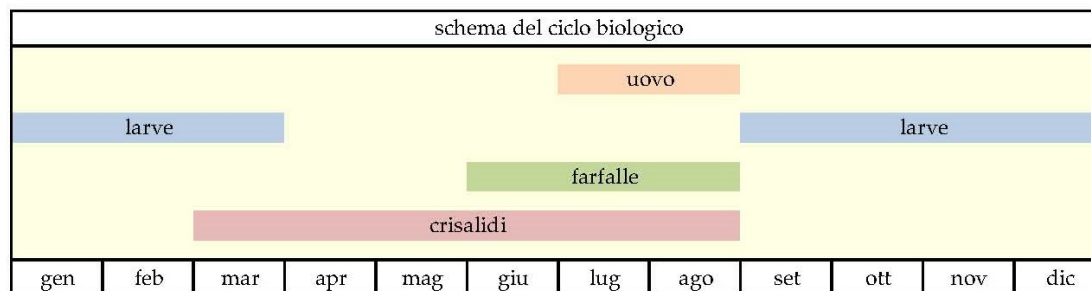 schema del ciclo biologico
uovo
larve larve
farfalle
crisalidi
gen feb mar apr mag giu lug ago set ott nov dic